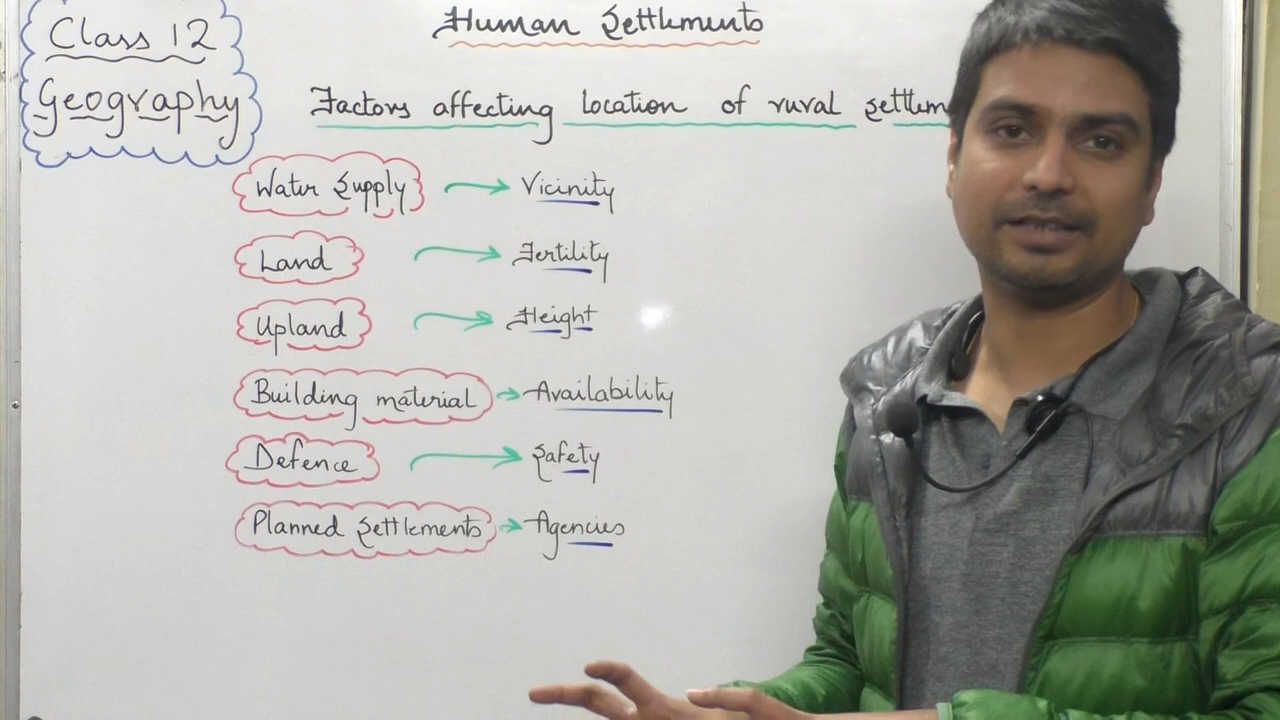 Class 12
Geography
Human Settlements
Factors affecting location of rural settlem
Water Supply → Vicinity
Land → Fertility
Upland → Height
Building material → Availability
Defence → Safety
Planned Settlements → Agencies